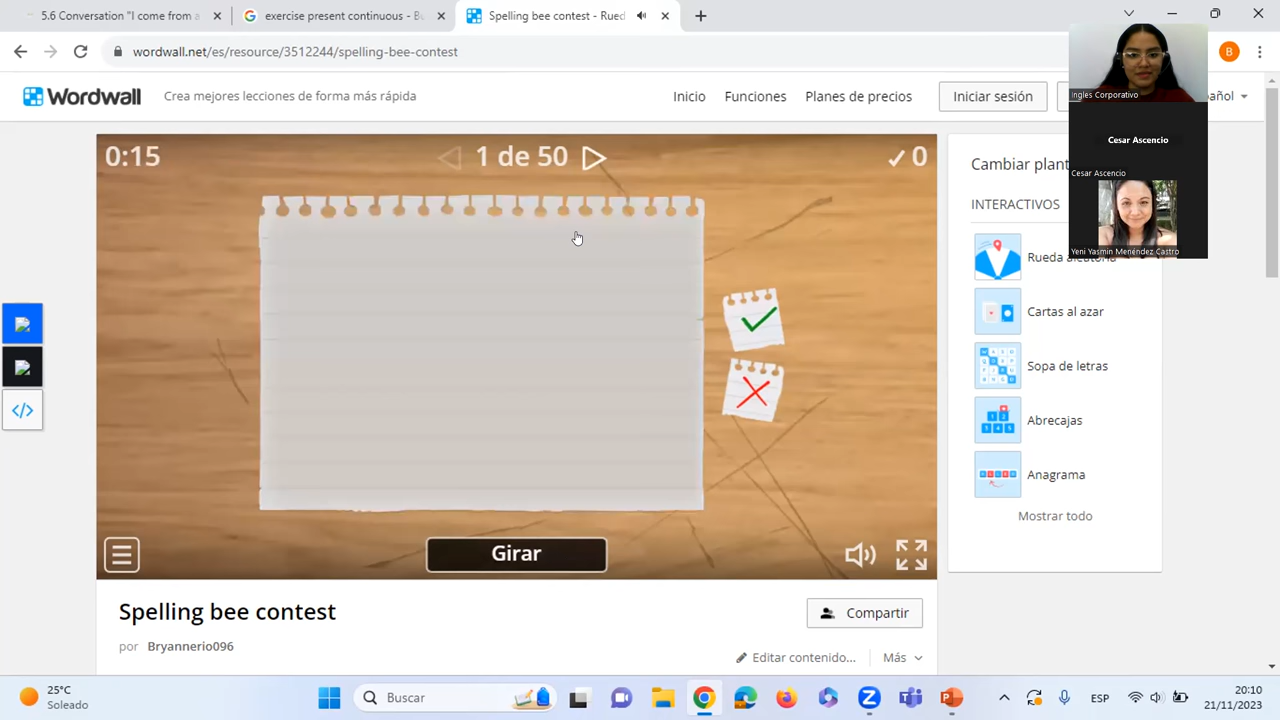 5.6 Conversation "I come from a
exercise present continuous - Bu
Spelling bee contest - Rued
wordwall.net/es/resource/3512244/spelling-bee-contest
B
Wordwall
Crea mejores lecciones de forma más rápida
Inicio
Funciones
Planes de precios
Iniciar sesión
pañol
Ingles Corporativo
Cesar Ascencio
Cesar Ascencio
Yeni Yasmin Menéndez Castro
0:15
1 de 50
0
Girar
Cambiar plant
INTERACTIVOS
Rueda aleatoria
Cartas al azar
Sopa de letras
Abrecajas
Anagrama
Mostrar todo
Spelling bee contest
Compartir
por Bryannerio096
Editar contenido...
Más
25°C
Soleado
Buscar
ESP
20:10
21/11/2023